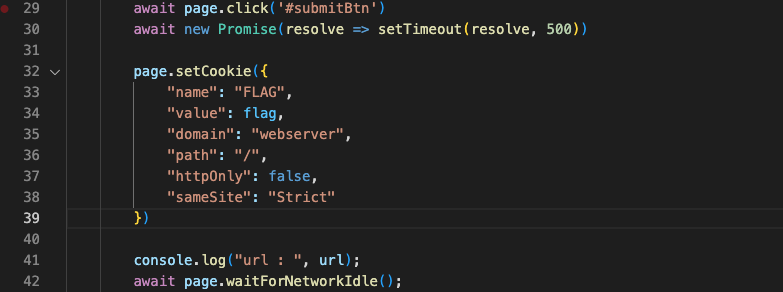 29 await page.click('#submitBtn')
30 await new Promise(resolve => setTimeout(resolve, 500))
31
32 page.setCookie({
33 "name": "FLAG",
34 "value": flag,
35 "domain": "webserver",
36 "path": "/",
37 "httpOnly": false,
38 "sameSite": "Strict"
39 })
40
41 console.log("url : ", url);
42 await page.waitForNetworkIdle();